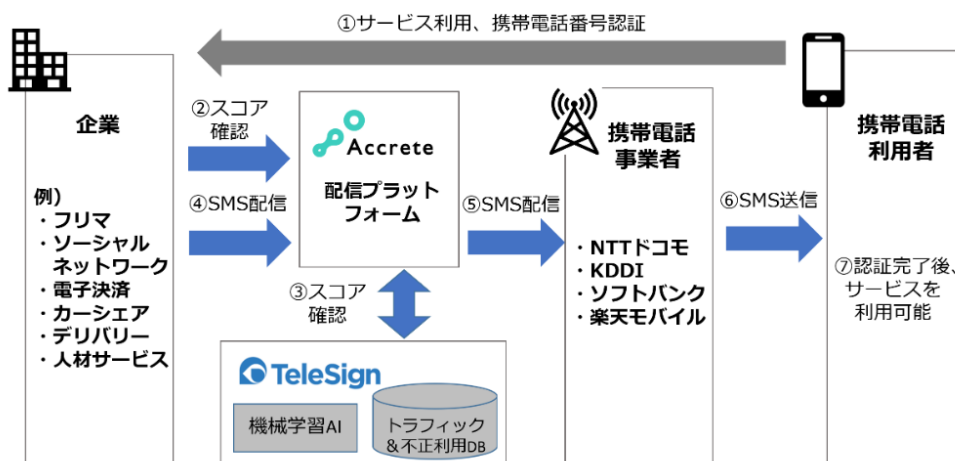 ①サービス利用、携帯電話番号認証
企業
例)
・フリマ
・ソーシャル
ネットワーク
・電子決済
・カーシェア
・デリバリー
・人材サービス
②スコア
確認
④SMS配信
Accrete
配信プラット
フォーム
③スコア
確認
TeleSign
機械学習AI
トラフィック
&不正利用DB
⑤SMS配信
携帯電話
事業者
・NTTドコモ
・KDDI
・ソフトバンク
・楽天モバイル
⑥SMS送信
携帯電話
利用者
⑦認証完了後、
サービスを
利用可能